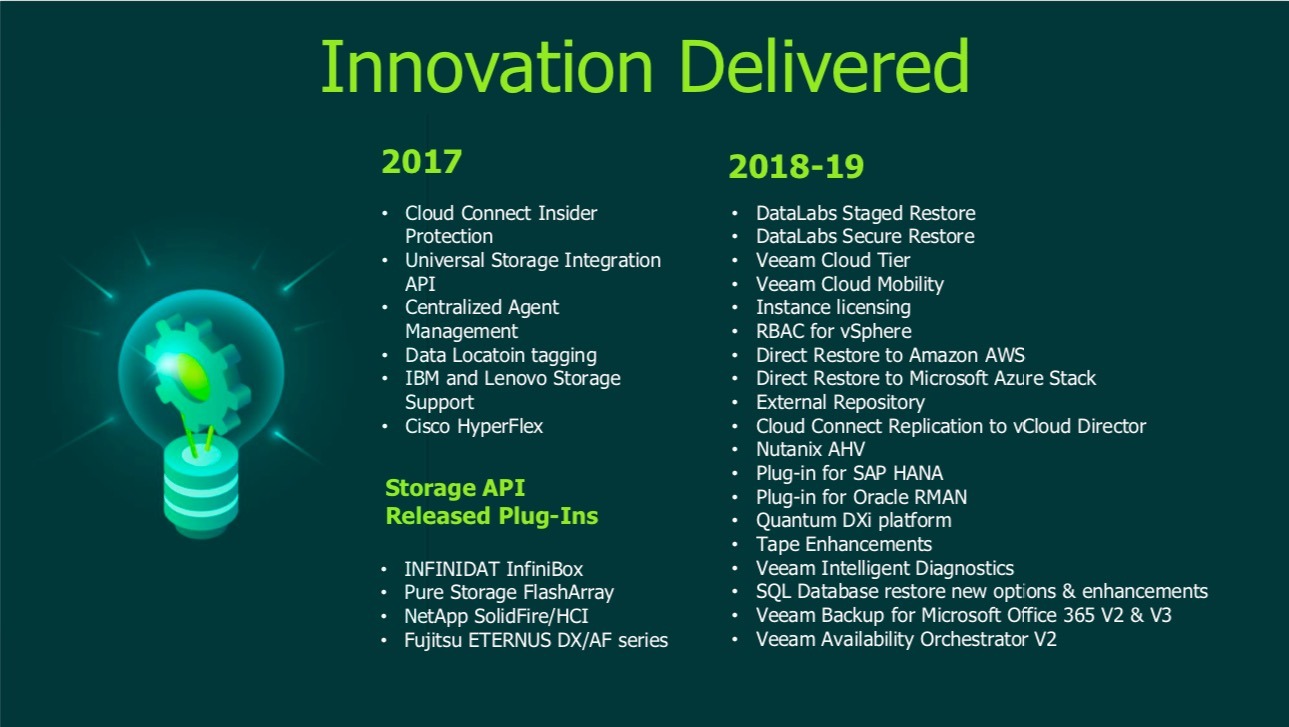 Innovation Delivered
2017
• Cloud Connect Insider
Protection
• Universal Storage Integration
API
• Centralized Agent
Management
• Data Locatoin tagging
• IBM and Lenovo Storage
Support
• Cisco HyperFlex
Storage API
Released Plug-Ins
• INFINIDAT InfiniBox
• Pure Storage FlashArray
• NetApp SolidFire/HCI
• Fujitsu ETERNUS DX/AF series
2018-19
• DataLabs Staged Restore
• DataLabs Secure Restore
• Veeam Cloud Tier
• Veeam Cloud Mobility
• Instance licensing
• RBAC for vSphere
• Direct Restore to Amazon AWS
• Direct Restore to Microsoft Azure Stack
• External Repository
• Cloud Connect Replication to vCloud Director
• Nutanix AHV
• Plug-in for SAP HANA
• Plug-in for Oracle RMAN
• Quantum DXi platform
• Tape Enhancements
• Veeam Intelligent Diagnostics
• SQL Database restore new options & enhancements
• Veeam Backup for Microsoft Office 365 V2 & V3
• Veeam Availability Orchestrator V2